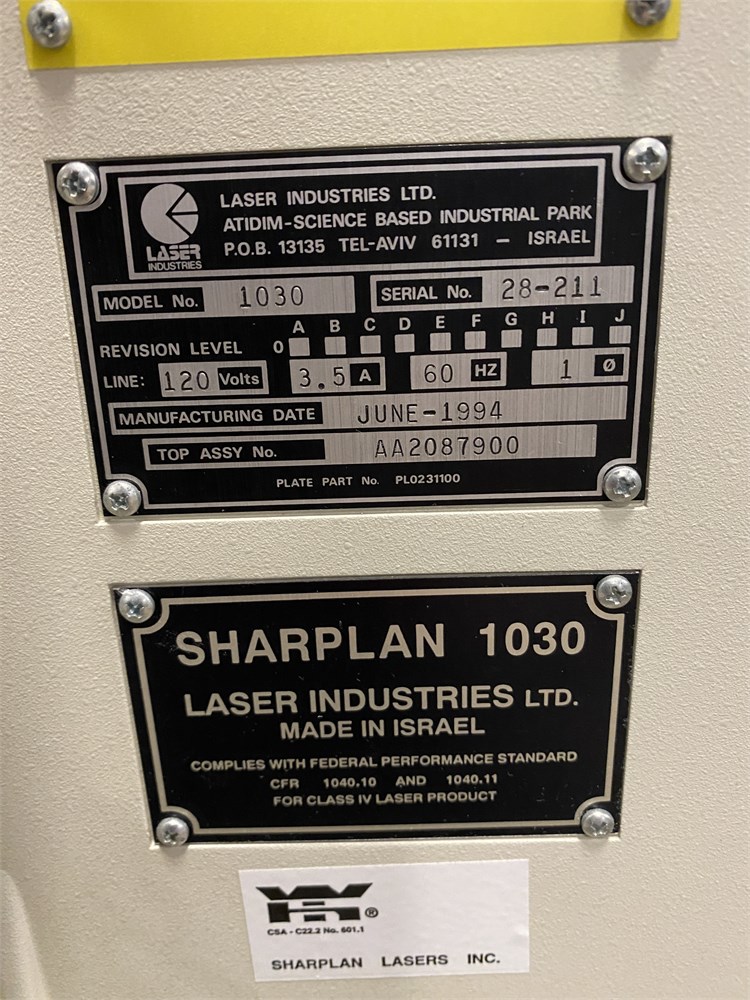 LASER INDUSTRIES LTD.
ATIDIM-SCIENCE BASED INDUSTRIAL PARK
P.O.B. 13135 TEL-AVIV 61131 — ISRAEL
LASER
INDUSTRIES
MODEL No. 1030 SERIAL No. 28-211
A B C D E F G H I J
REVISION LEVEL 0
LINE: 120 Volts 3.5 A 60 HZ 1 Ø
MANUFACTURING DATE JUNE-1994
TOP ASSY No. AA2087900
PLATE PART No. PL0231100
SHARPLAN 1030
LASER INDUSTRIES LTD.
MADE IN ISRAEL
COMPLIES WITH FEDERAL PERFORMANCE STANDARD
CFR 1040.10 AND 1040.11
FOR CLASS IV LASER PRODUCT
®
CSA - C22.2 No. 601.1
SHARPLAN LASERS INC.